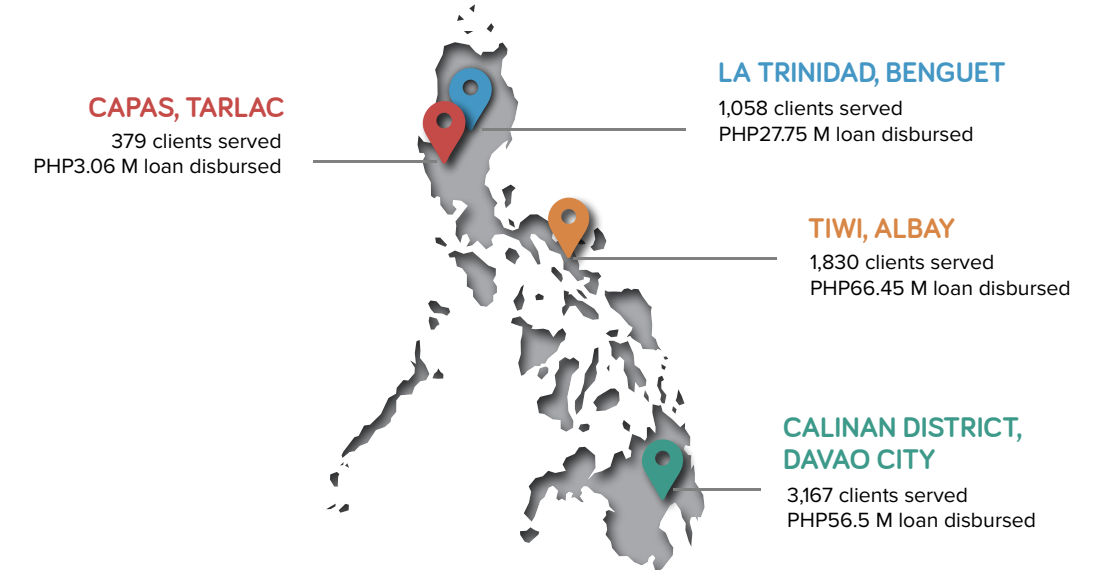 CAPAS, TARLAC
379 clients served
PHP3.06 M loan disbursed
LA TRINIDAD, BENGUET
1,058 clients served
PHP27.75 M loan disbursed
TIWI, ALBAY
1,830 clients served
PHP66.45 M loan disbursed
CALINAN DISTRICT,
DAVAO CITY
3,167 clients served
PHP56.5 M loan disbursed